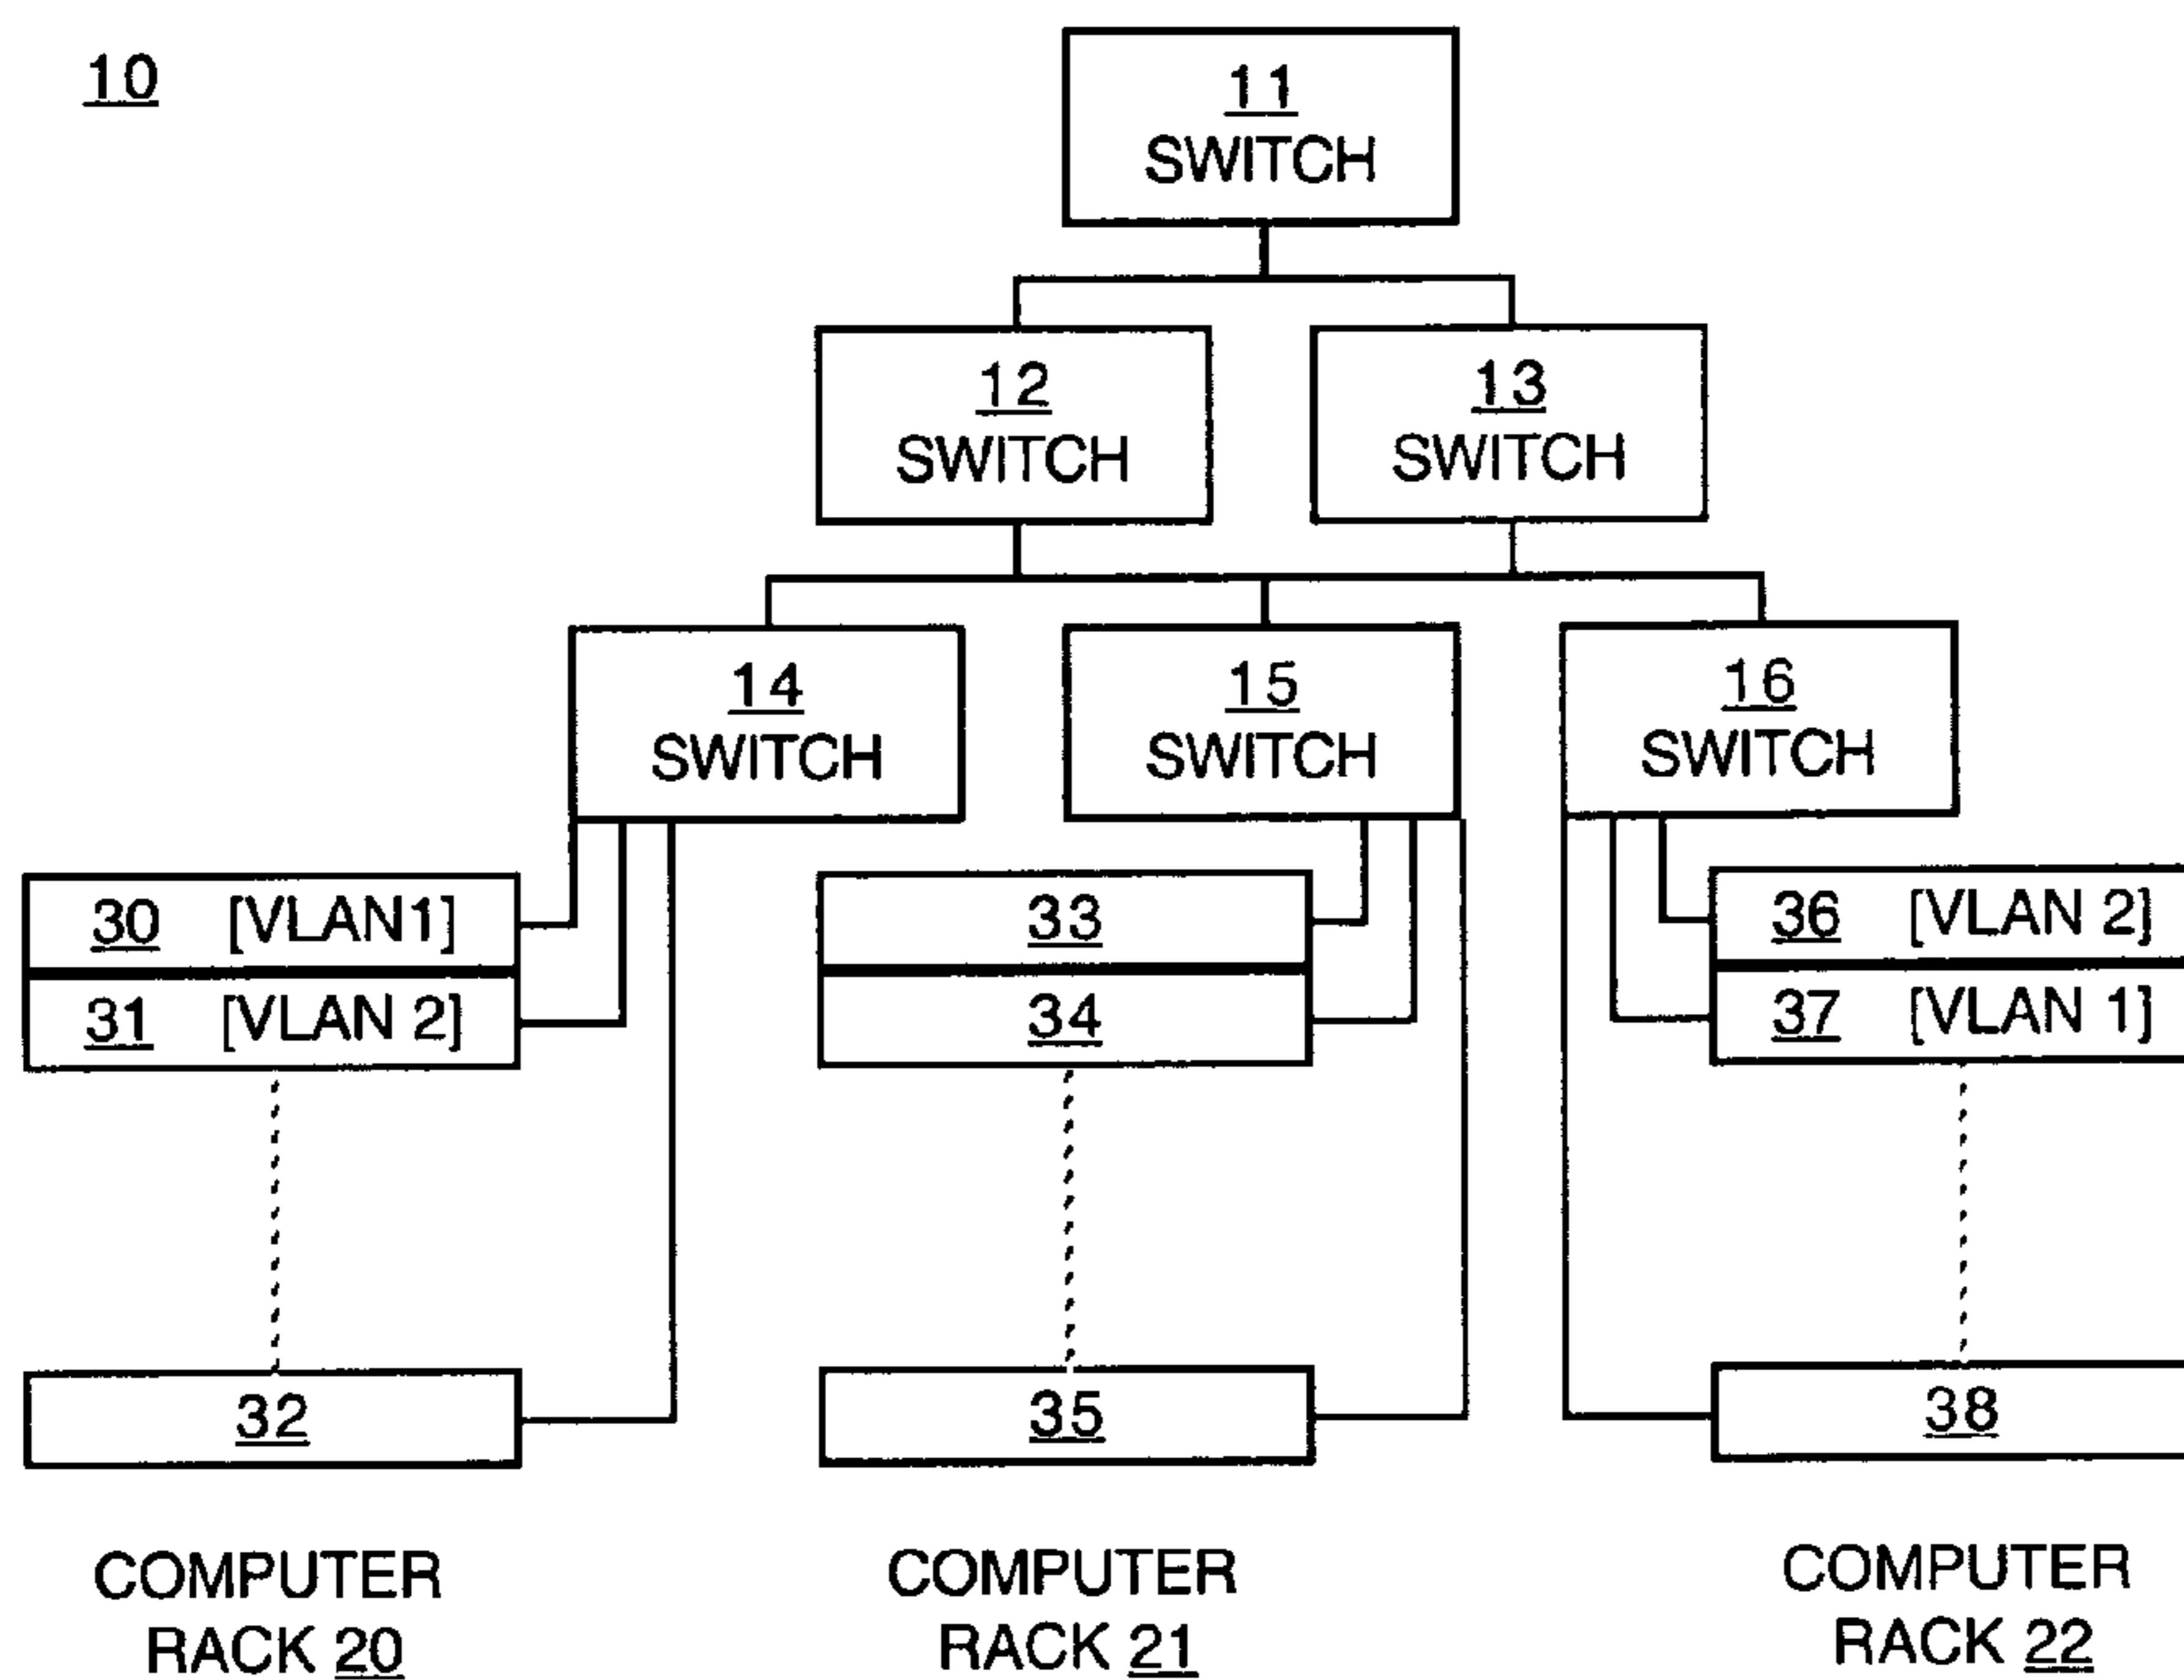 10
11
SWITCH
12
SWITCH
13
SWITCH
14
SWITCH
15
SWITCH
16
SWITCH
30 [VLAN1]
31 [VLAN 2]
32
33
34
35
36 [VLAN 2]
37 [VLAN 1]
38
COMPUTER
RACK 20
COMPUTER
RACK 21
COMPUTER
RACK 22